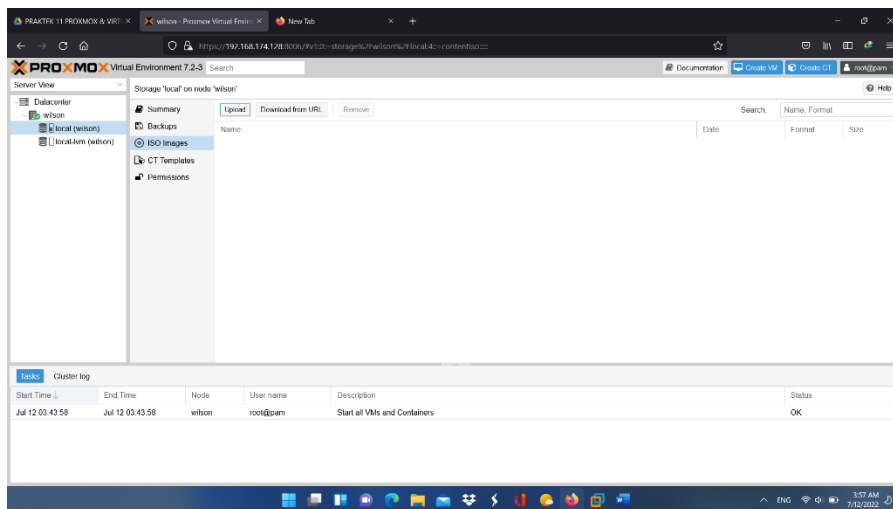 PRAKTEK 11 PROXMOX & VIRT
wilson - Proxmox Virtual Enviro
New Tab
https://192.168.174.128:8006/#v1:0:=storage%2Fwilson%2Flocal:4:=contentIso:::::
PROXMOX Virtual Environment 7.2-3 Search
Documentation Create VM Create CT root@pam
Server View
Storage 'local' on node 'wilson'
Help
Datacenter
wilson
local (wilson)
local-lvm (wilson)
Summary
Backups
ISO Images
CT Templates
Permissions
Upload Download from URL Remove Search: Name, Format
Name Date Format Size
Tasks Cluster log
Start Time End Time Node User name Description Status
Jul 12 03:43:58 Jul 12 03:43:58 wilson root@pam Start all VMs and Containers OK
ENG 3:57 AM
7/12/2022